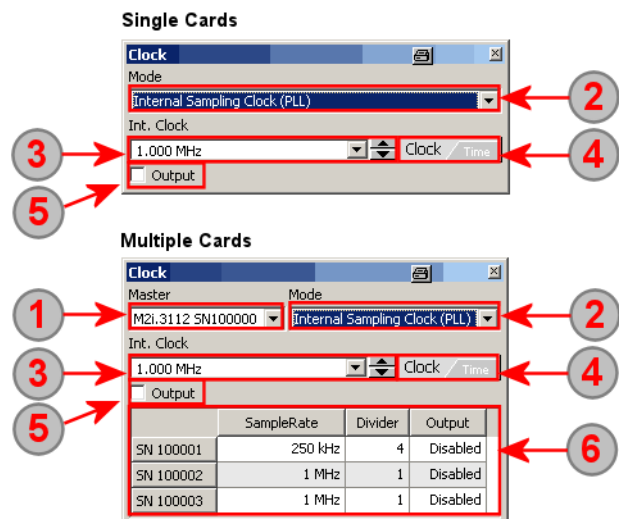 Single Cards
Clock
Mode
Internal Sampling Clock (PLL)
2
Int. Clock
3
1.000 MHz
Clock / Time
4
Output
5
Multiple Cards
Clock
Master Mode
1
M2i.3112 SN100000
Internal Sampling Clock (PLL)
2
Int. Clock
3
1.000 MHz
Clock / Time
4
Output
5
SampleRate Divider Output
SN 100001 250 kHz 4 Disabled
6
SN 100002 1 MHz 1 Disabled
SN 100003 1 MHz 1 Disabled